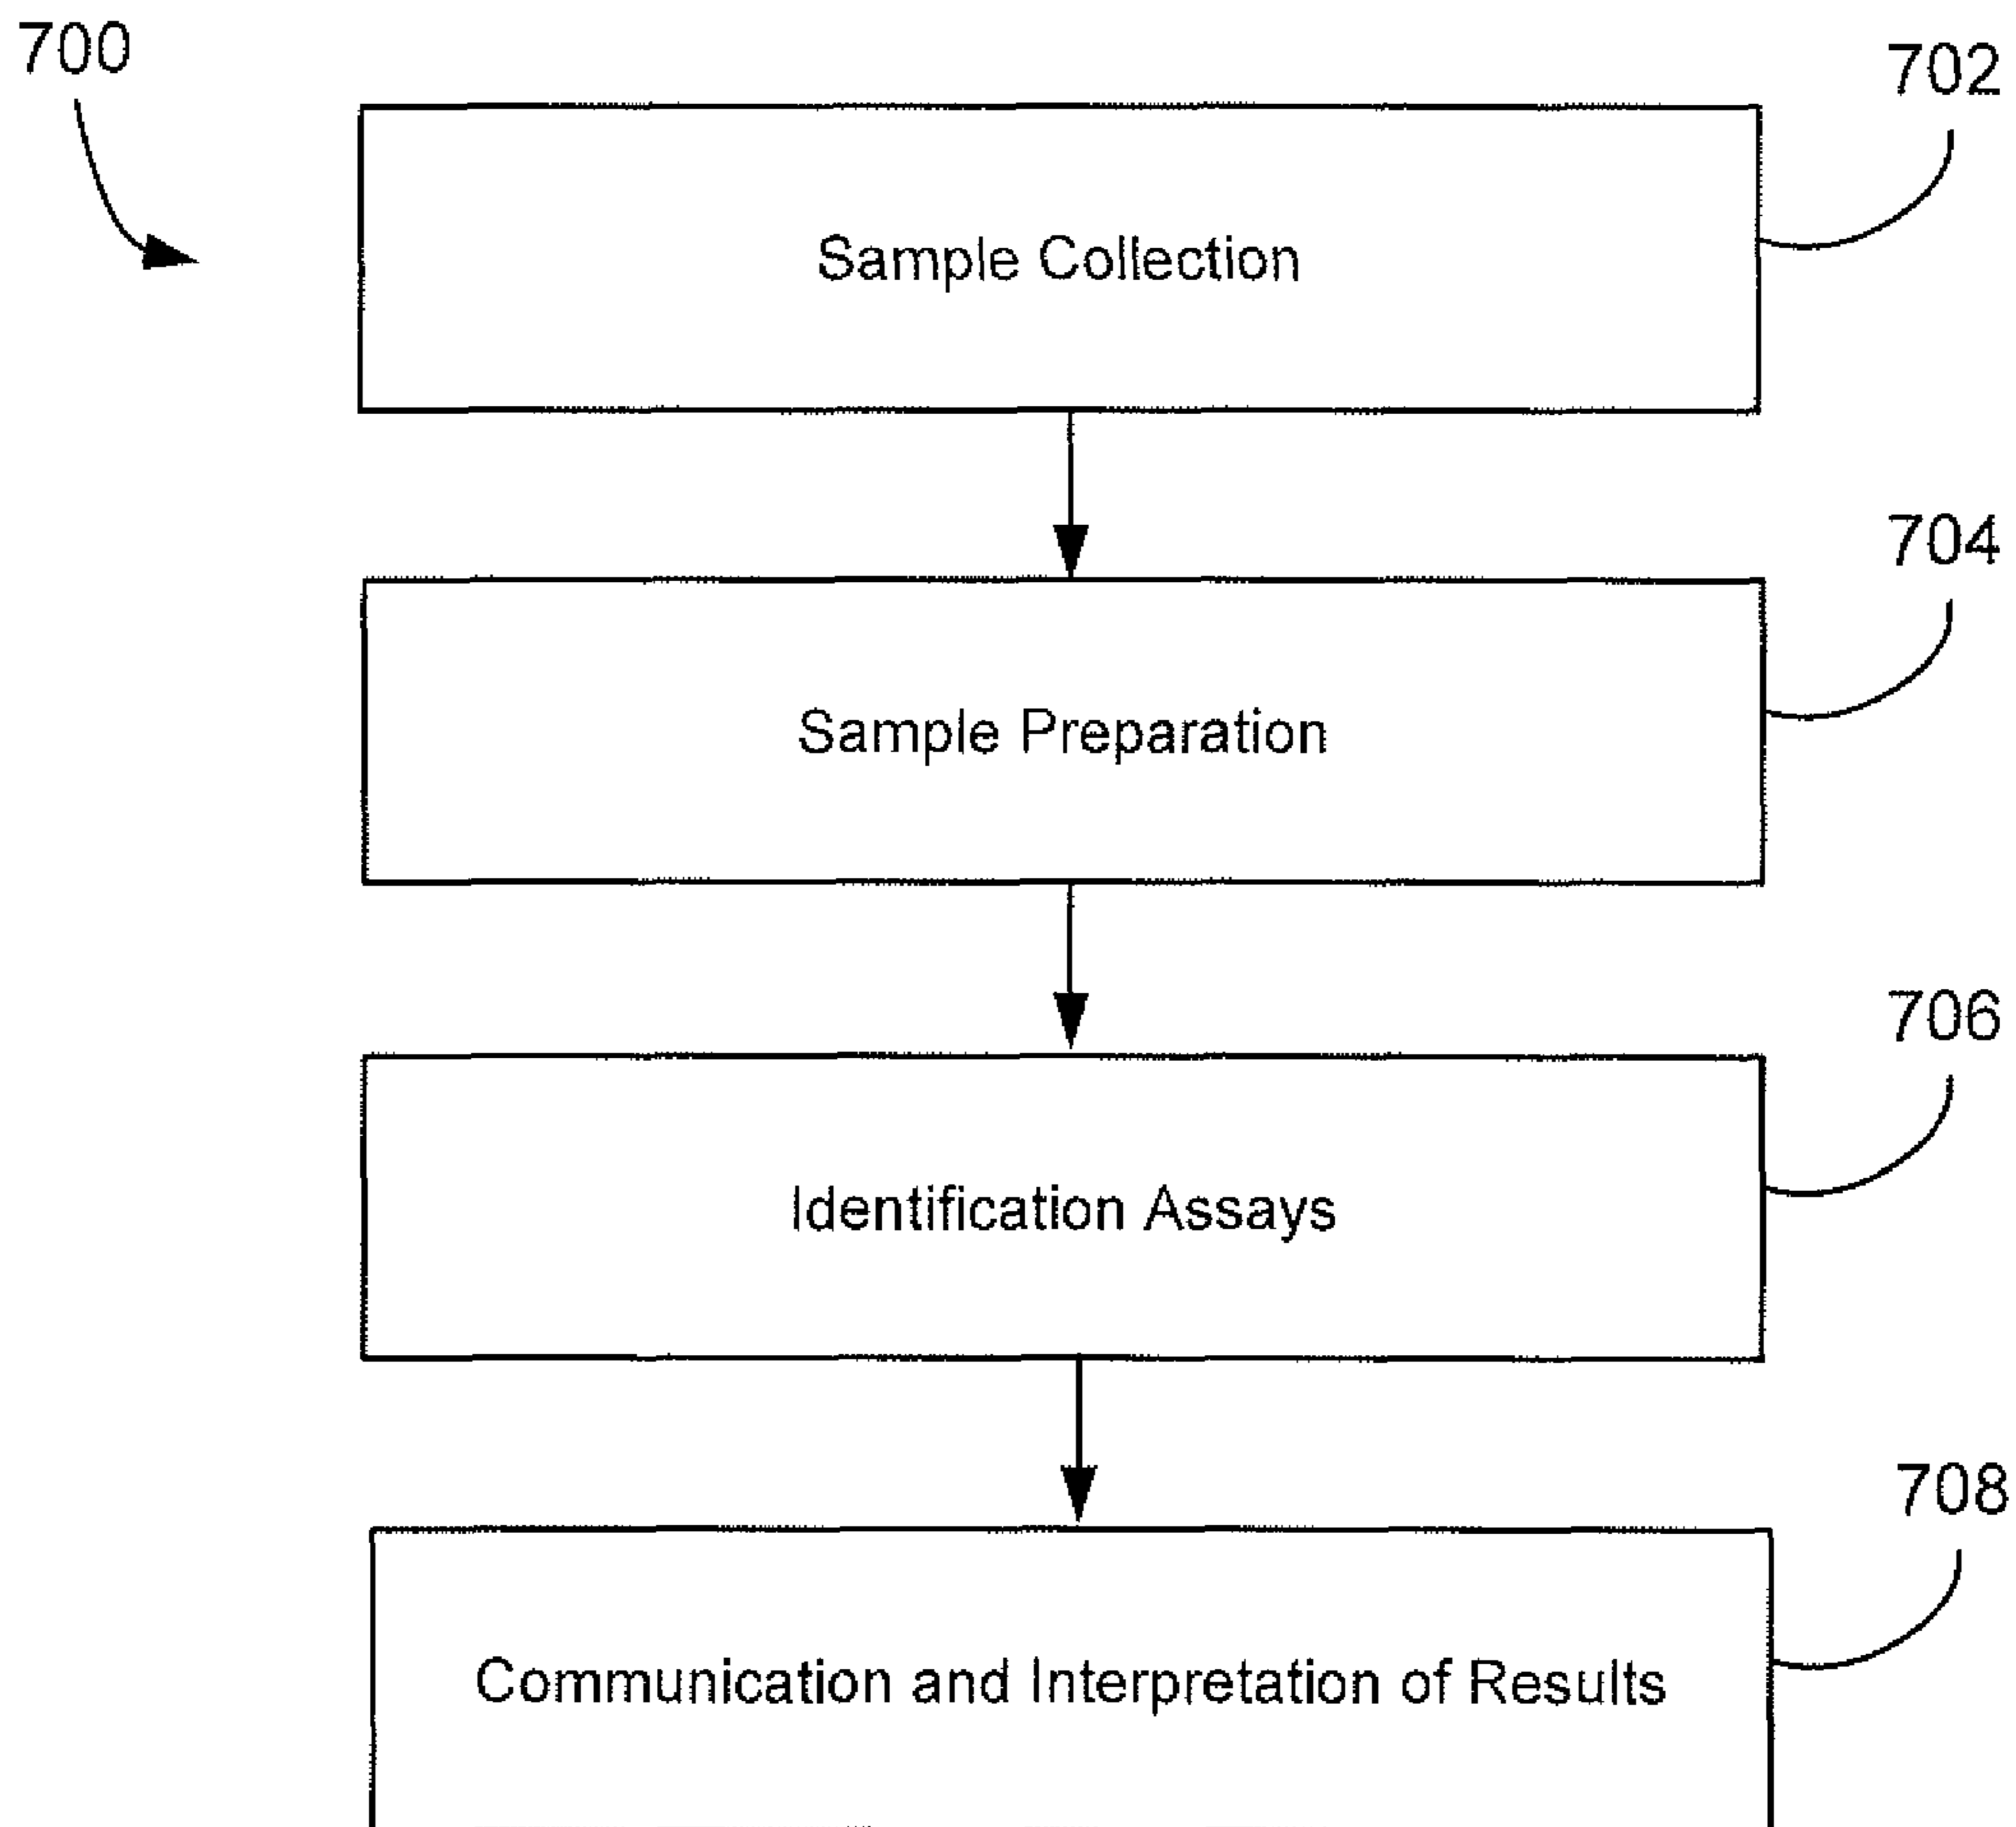 700
702
Sample Collection
704
Sample Preparation
706
Identification Assays
708
Communication and Interpretation of Results